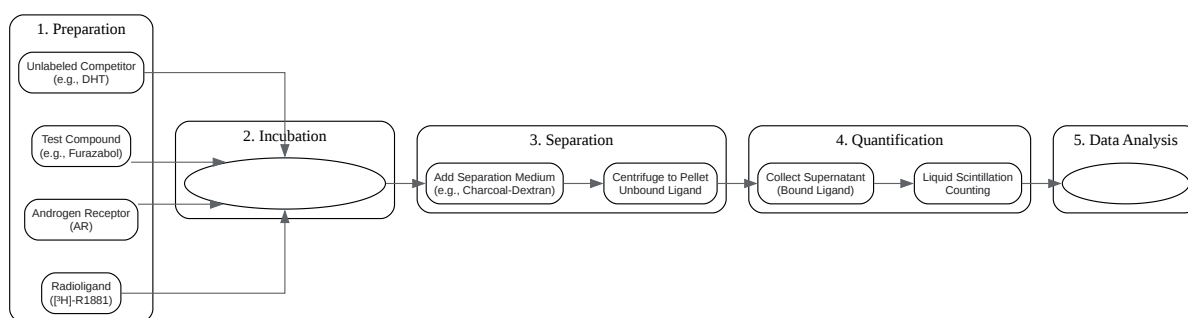 1. Preparation
Unlabeled Competitor
(e.g., DHT)
Test Compound
(e.g., Furazabol)
Androgen Receptor
(AR)
Radioligand
([³H]-R1881)
2. Incubation
3. Separation
Add Separation Medium
(e.g., Charcoal-Dextran)
Centrifuge to Pellet
Unbound Ligand
4. Quantification
Collect Supernatant
(Bound Ligand)
Liquid Scintillation
Counting
5. Data Analysis